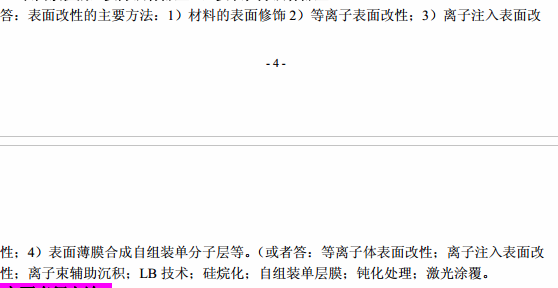 答：表面改性的主要方法：1）材料的表面修饰 2）等离子表面改性；3）离子注入表面改
- 4 -
性；4）表面薄膜合成自组装单分子层等。（或者答：等离子体表面改性；离子注入表面改
性；离子束辅助沉积；LB 技术；硅烷化；自组装单层膜；钝化处理；激光涂覆。